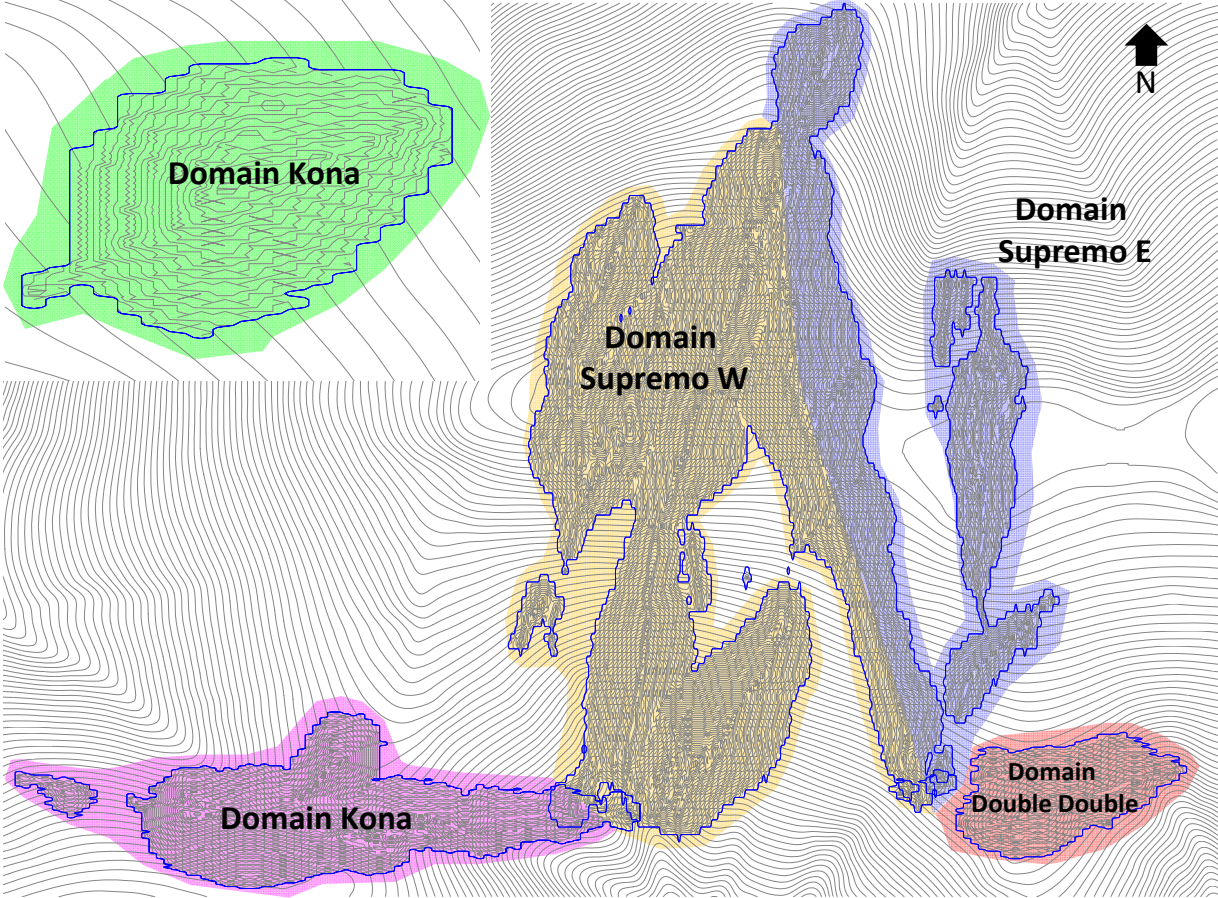 Domain Kona
N
Domain
Supremo E
Domain
Supremo W
Domain
Double Double
Domain Kona